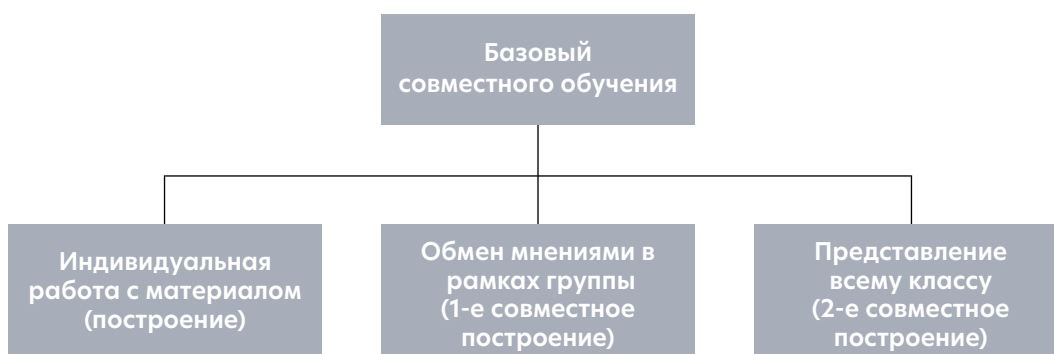 Базовый
совместного обучения
Индивидуальная
работа с материалом
(построение)
Обмен мнениями в
рамках группы
(1-е совместное
построение)
Представление
всему классу
(2-е совместное
построение)